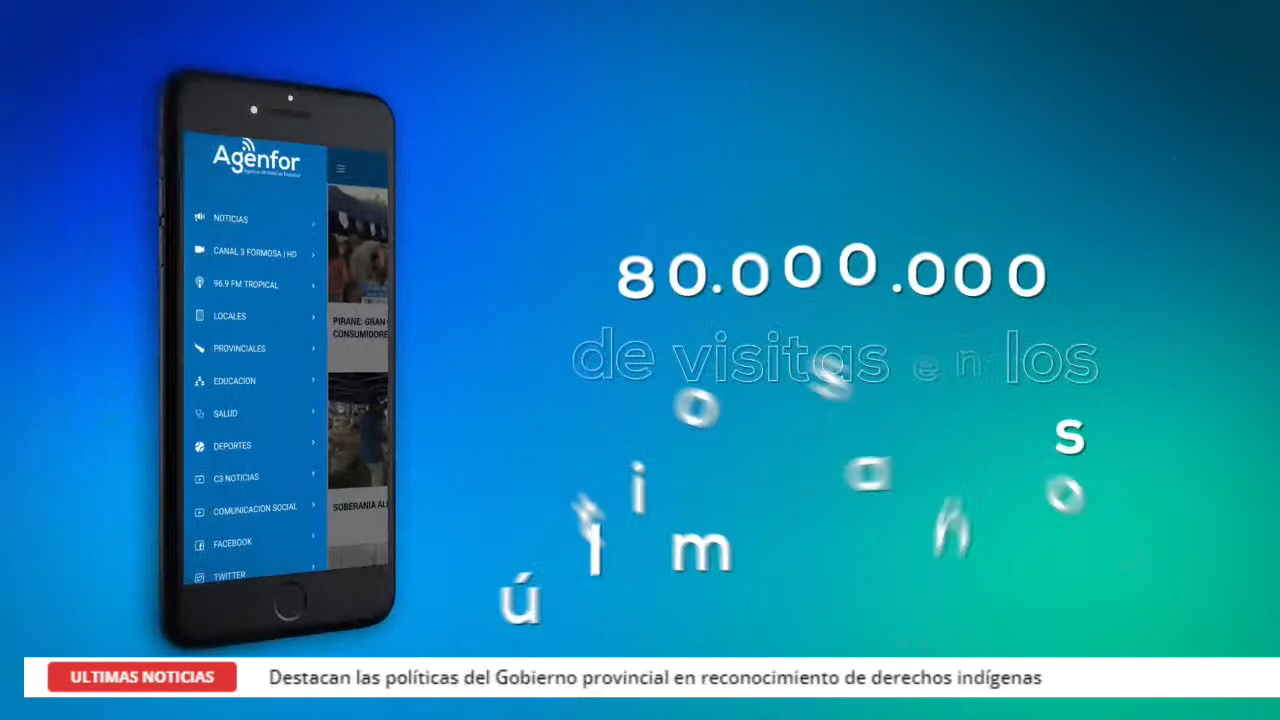 Agenfor
NOTICIAS
CANAL 3 FORMOSA | HD
96.9 FM TROPICAL
LOCALES
PROVINCIALES
EDUCACION
SALUD
DEPORTES
C3 NOTICIAS
COMUNICACION SOCIAL
FACEBOOK
TWITTER
PIRANE: GRAN
CONSUMIDORE
SOBERANIA AL
80.000.000
de visitas en los
últimos años
ULTIMAS NOTICIAS
Destacan las políticas del Gobierno provincial en reconocimiento de derechos indígenas